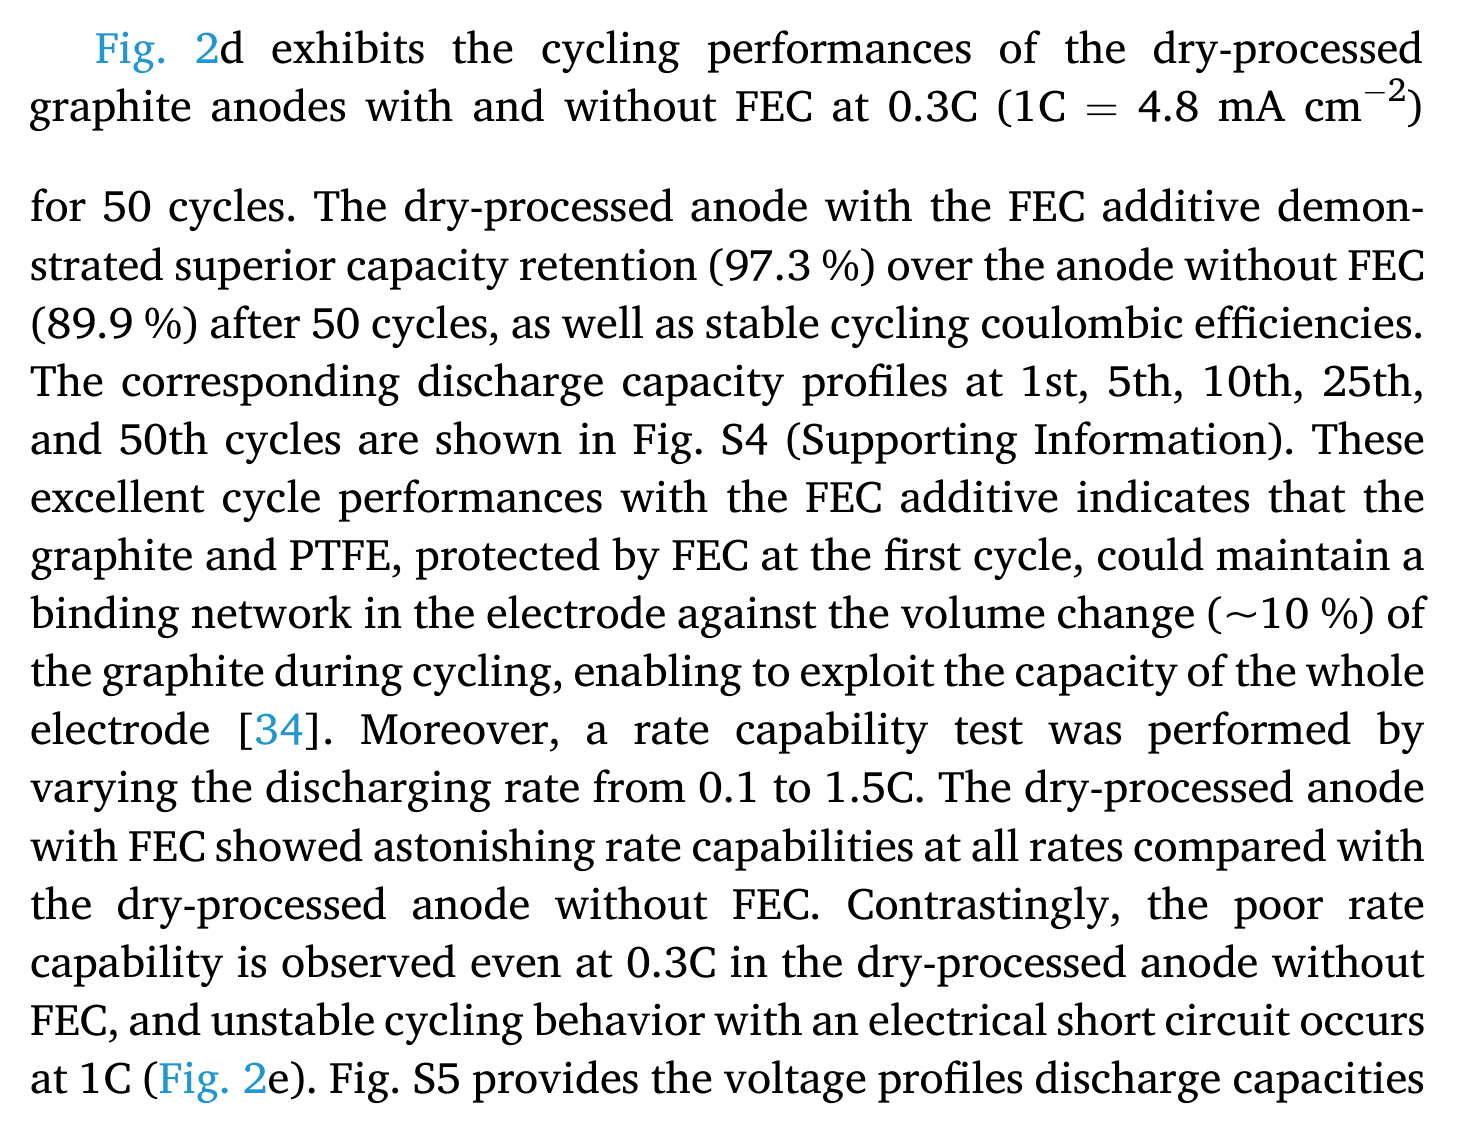 Fig. 2d exhibits the cycling performances of the dry-processed
graphite anodes with and without FEC at 0.3C (1C = 4.8 mA cm⁻²)
for 50 cycles. The dry-processed anode with the FEC additive demon-
strated superior capacity retention (97.3 %) over the anode without FEC
(89.9 %) after 50 cycles, as well as stable cycling coulombic efficiencies.
The corresponding discharge capacity profiles at 1st, 5th, 10th, 25th,
and 50th cycles are shown in Fig. S4 (Supporting Information). These
excellent cycle performances with the FEC additive indicates that the
graphite and PTFE, protected by FEC at the first cycle, could maintain a
binding network in the electrode against the volume change (~10 %) of
the graphite during cycling, enabling to exploit the capacity of the whole
electrode [34]. Moreover, a rate capability test was performed by
varying the discharging rate from 0.1 to 1.5C. The dry-processed anode
with FEC showed astonishing rate capabilities at all rates compared with
the dry-processed anode without FEC. Contrastingly, the poor rate
capability is observed even at 0.3C in the dry-processed anode without
FEC, and unstable cycling behavior with an electrical short circuit occurs
at 1C (Fig. 2e). Fig. S5 provides the voltage profiles discharge capacities